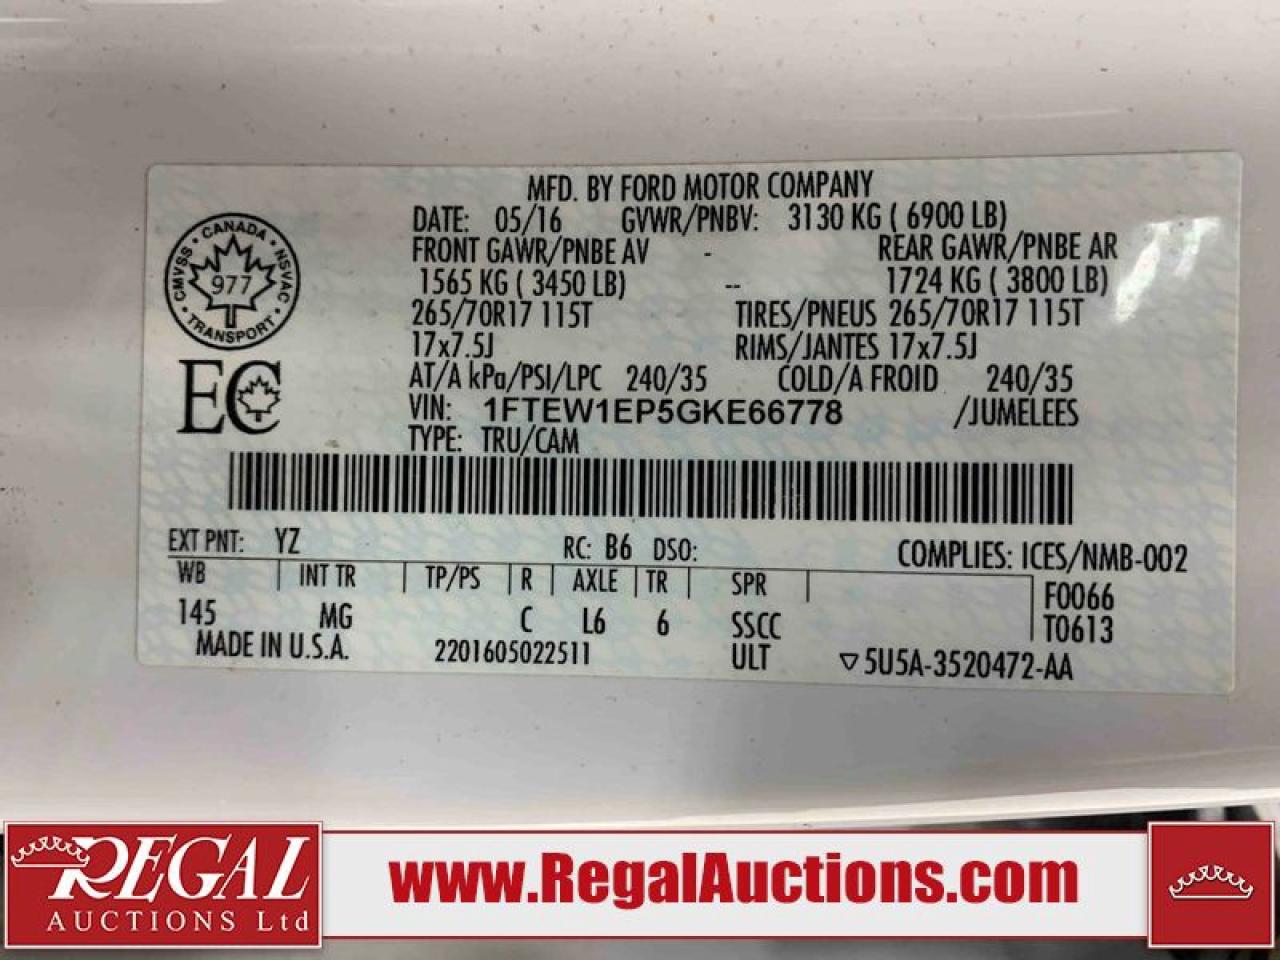 MFD. BY FORD MOTOR COMPANY
DATE: 05/16 GVWR/PNBV: 3130 KG ( 6900 LB)
FRONT GAWR/PNBE AV - REAR GAWR/PNBE AR
1565 KG ( 3450 LB) -- 1724 KG ( 3800 LB)
265/70R17 115T TIRES/PNEUS 265/70R17 115T
17x7.5J RIMS/JANTES 17x7.5J
AT/A kPa/PSI/LPC 240/35 COLD/A FROID 240/35
VIN: 1FTEW1EP5GKE66778 /JUMELEES
TYPE: TRU/CAM
CANADA
CMVSS • NSVAC
977
TRANSPORT
EC
EXT PNT: YZ RC: B6 DSO: COMPLIES: ICES/NMB-002
WB INT TR TP/PS R AXLE TR SPR F0066
145 MG C L6 6 SSCC T0613
MADE IN U.S.A. 2201605022511 ULT ▽5U5A-3520472-AA
REGAL
AUCTIONS Ltd
www.RegalAuctions.com